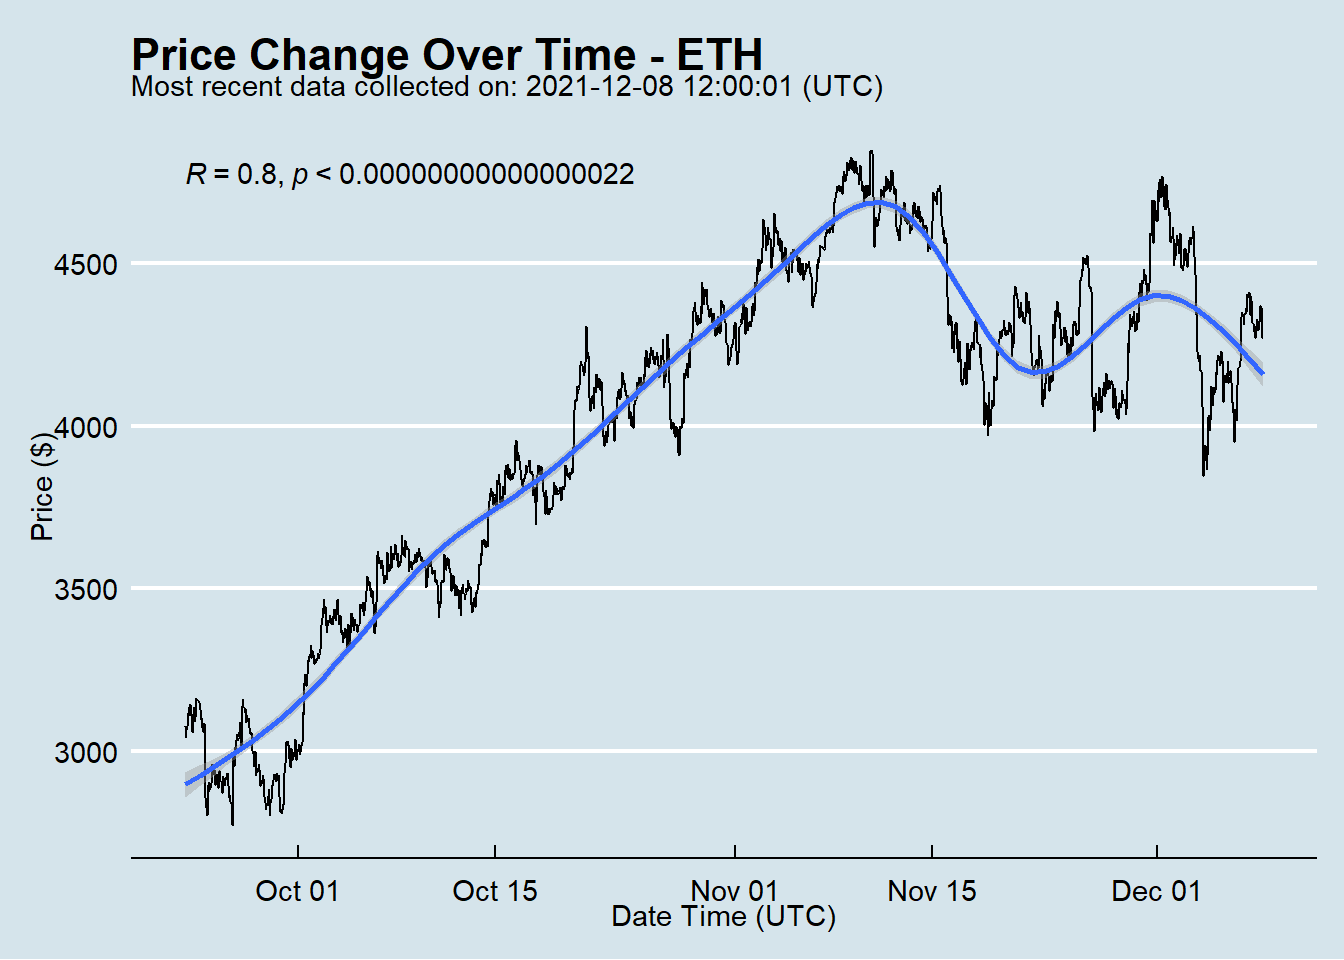 Price Change Over Time - ETH
Most recent data collected on: 2021-12-08 12:00:01 (UTC)
R = 0.8, p < 0.00000000000000022
4500
4000
3500
3000
Price ($)
Oct 01 Oct 15 Nov 01 Nov 15 Dec 01
Date Time (UTC)